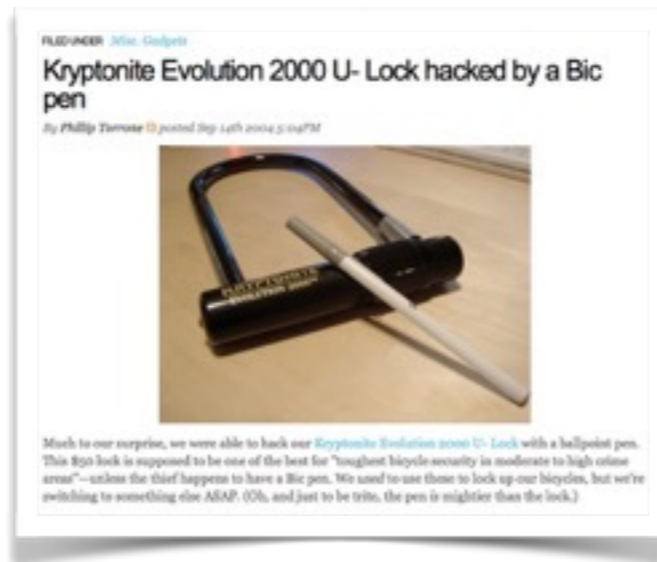 FILED UNDER Misc. Gadgets
Kryptonite Evolution 2000 U- Lock hacked by a Bic
pen
By Phillip Torrone posted Sep 14th 2004 5:04PM
KRYPTONITE
EVOLUTION 2000
Much to our surprise, we were able to hack our Kryptonite Evolution 2000 U- Lock with a ballpoint pen.
This $50 lock is supposed to be one of the best for "toughest bicycle security in moderate to high crime
areas"—unless the thief happens to have a Bic pen. We used to use these to lock up our bicycles, but we're
switching to something else ASAP. (Oh, and just to be trite, the pen is mightier than the lock.)